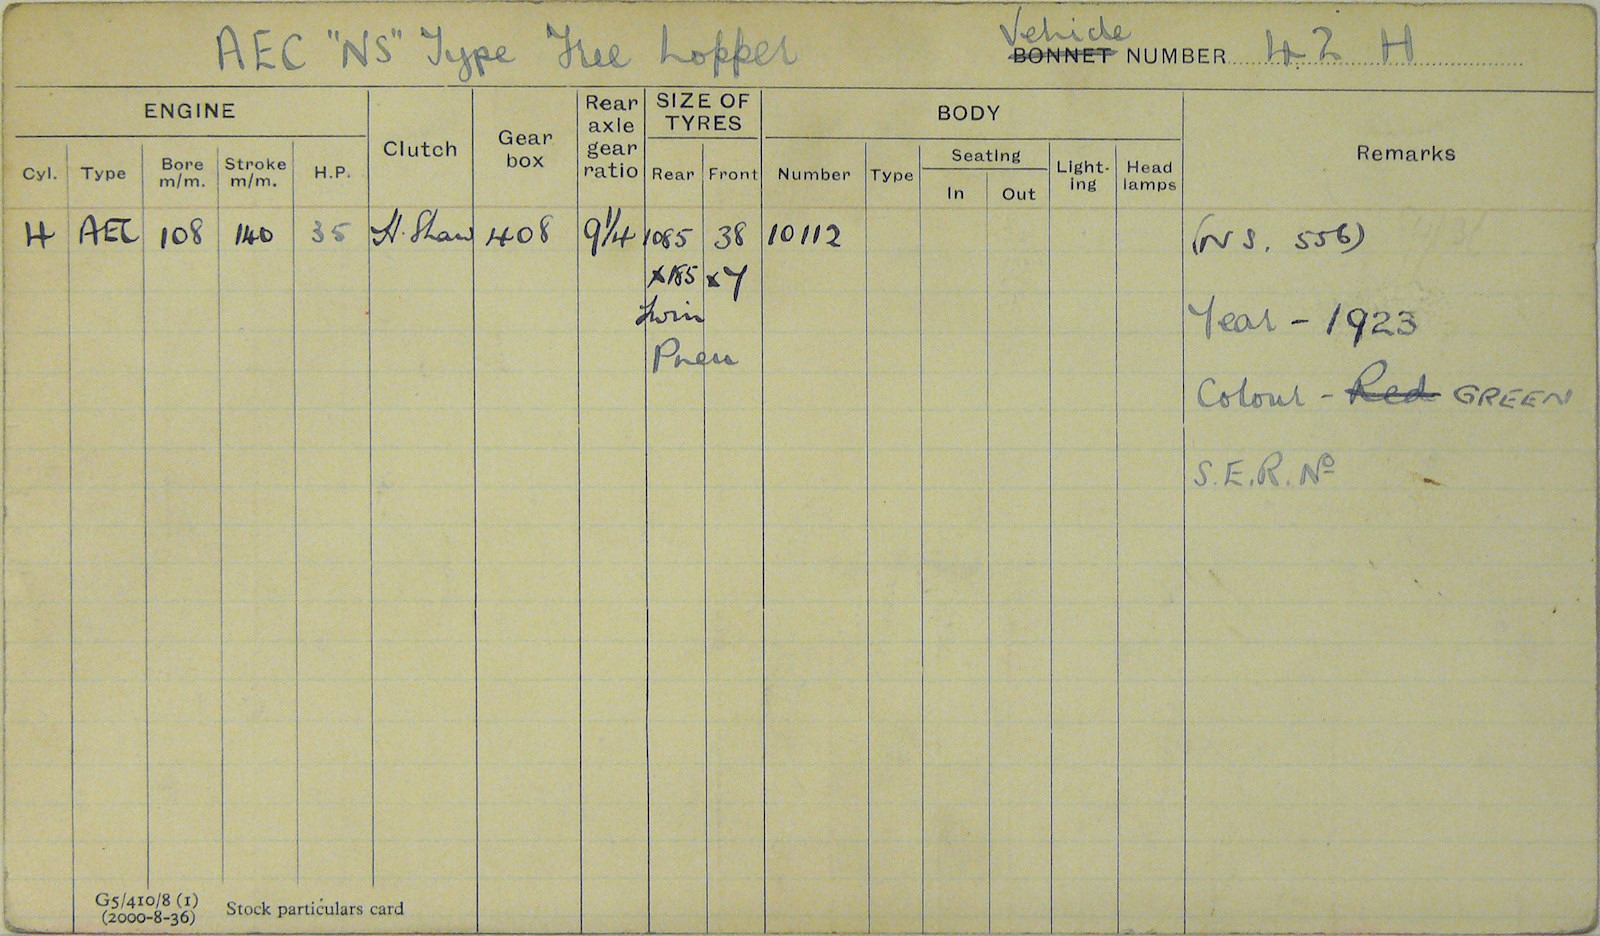 AEC "NS" Type Tree Lopper
Vehicle
BONNET NUMBER 42 H
ENGINE
Clutch
Gear box
Rear axle gear ratio
SIZE OF TYRES
BODY
Remarks
Cyl. Type Bore m/m. Stroke m/m. H.P.
Rear Front
Number Type Seating Light-ing Head lamps
In Out
4 AEC 108 140 35 H. Shaw 408 9 1/4 1085 38 10112 (NS. 556)
x185 x7
Twin
Pneu
Year - 1923
Colour - Red GREEN
S.E.R. Nº
G5/410/8 (1)
(2000-8-36)
Stock particulars card